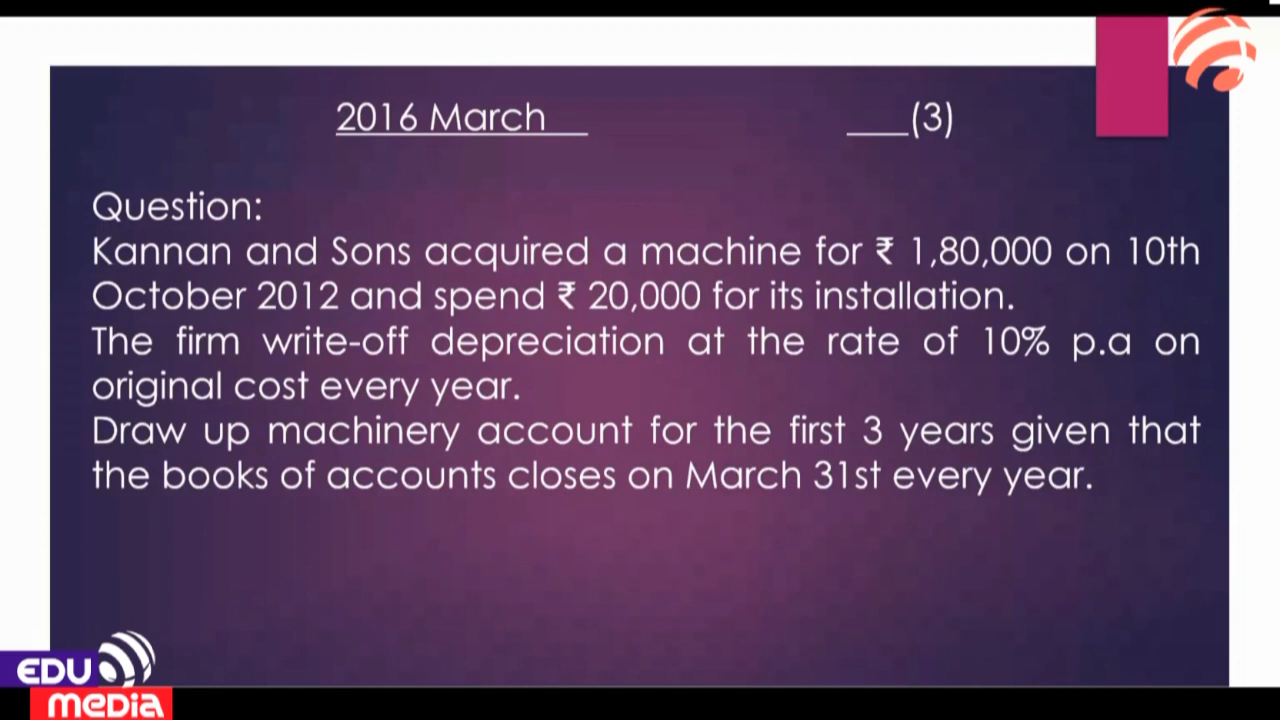 2016 March ___(3)
Question:
Kannan and Sons acquired a machine for ₹ 1,80,000 on 10th
October 2012 and spend ₹ 20,000 for its installation.
The firm write-off depreciation at the rate of 10% p.a on
original cost every year.
Draw up machinery account for the first 3 years given that
the books of accounts closes on March 31st every year.
EDU
meDia